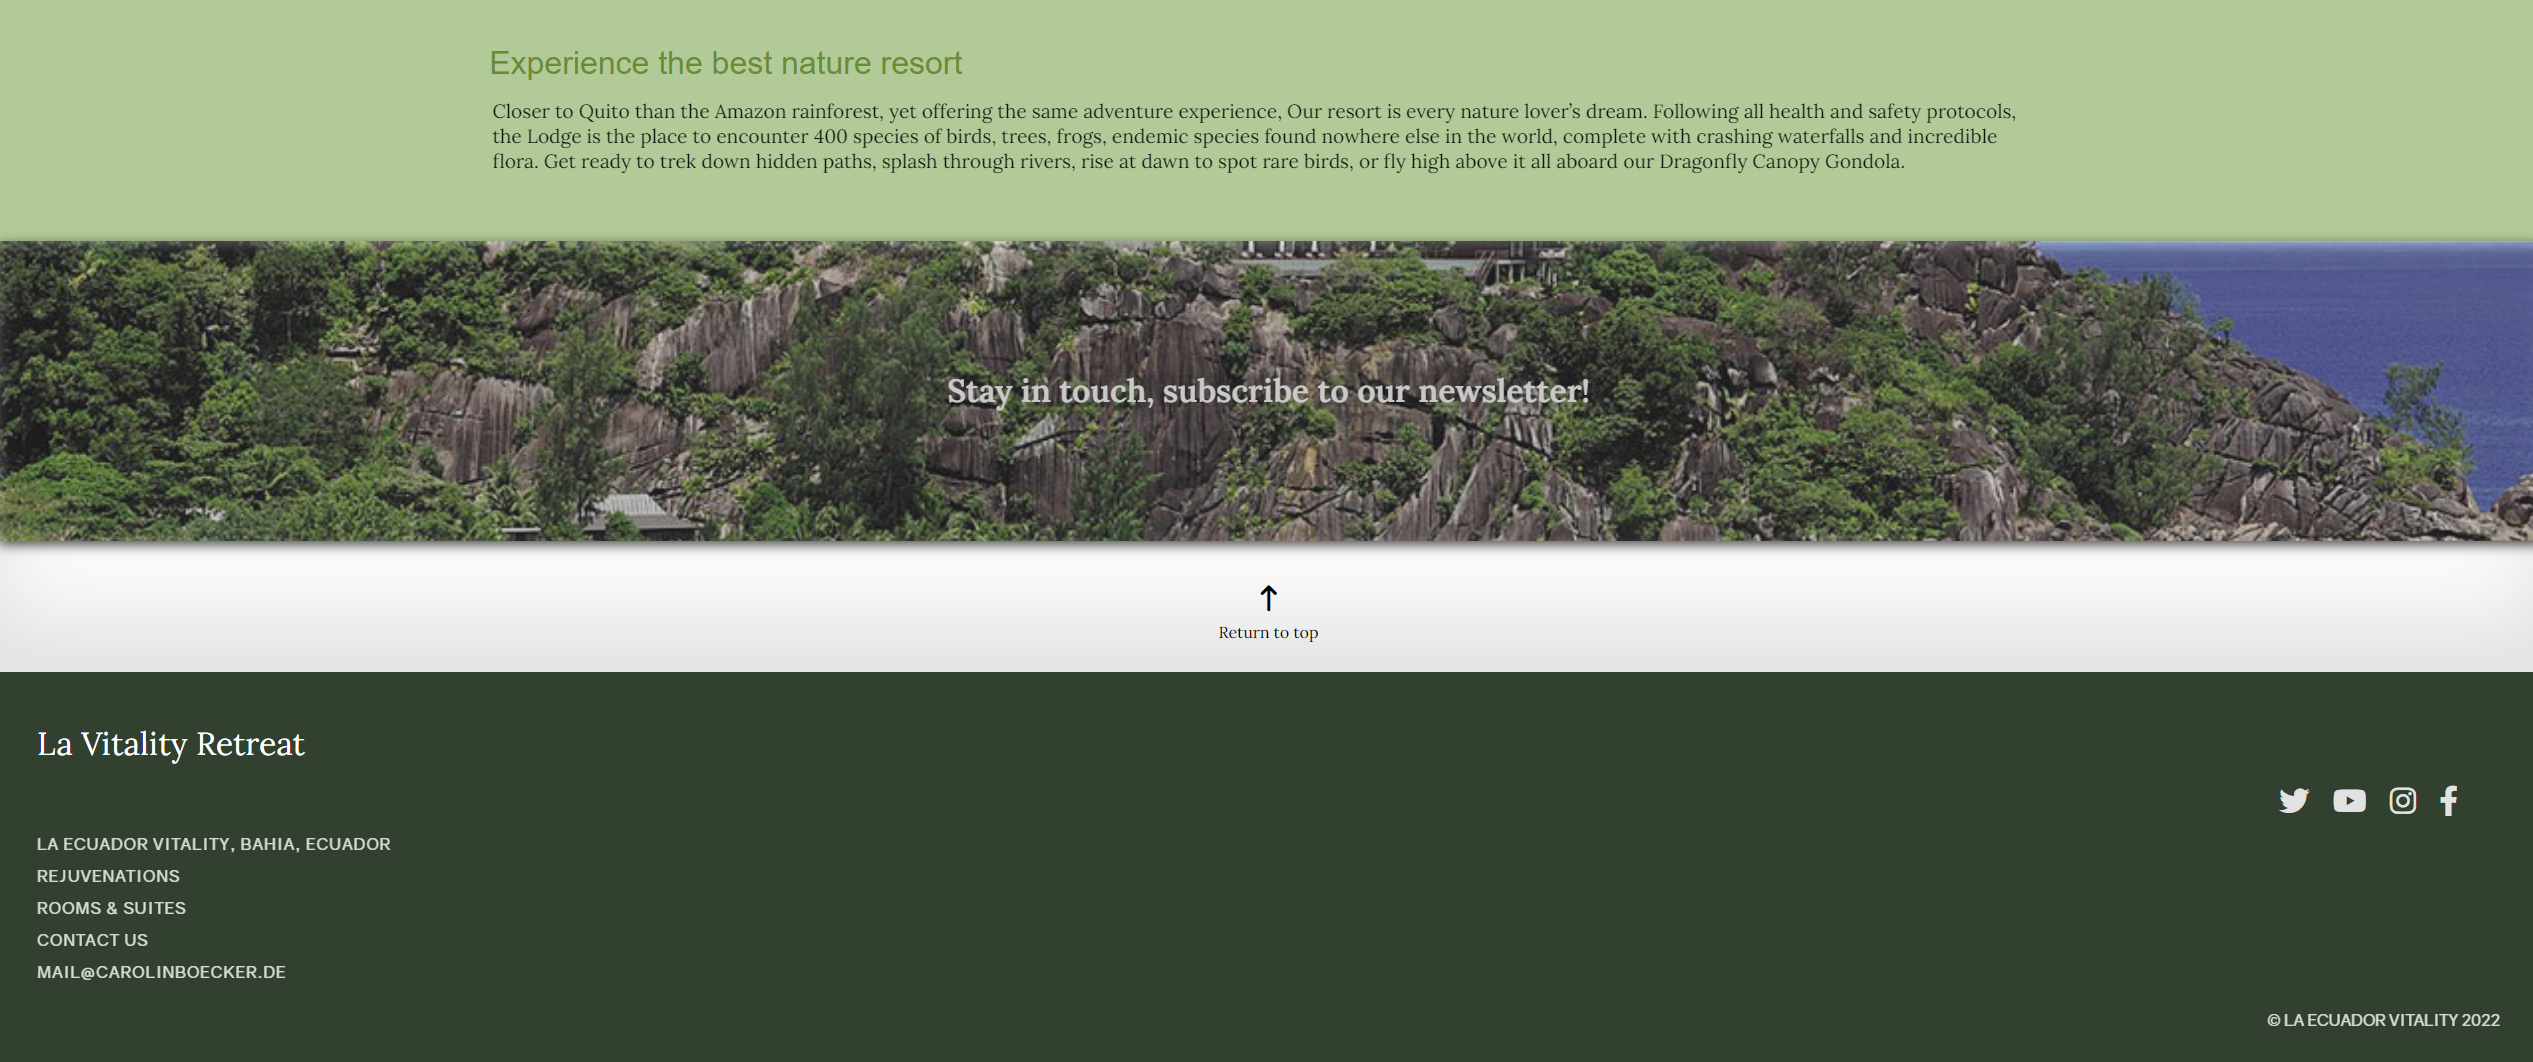 Experience the best nature resort
Closer to Quito than the Amazon rainforest, yet offering the same adventure experience, Our resort is every nature lover’s dream. Following all health and safety protocols,
the Lodge is the place to encounter 400 species of birds, trees, frogs, endemic species found nowhere else in the world, complete with crashing waterfalls and incredible
flora. Get ready to trek down hidden paths, splash through rivers, rise at dawn to spot rare birds, or fly high above it all aboard our Dragonfly Canopy Gondola.
Stay in touch, subscribe to our newsletter!
Return to top
La Vitality Retreat
LA ECUADOR VITALITY, BAHIA, ECUADOR
REJUVENATIONS
ROOMS & SUITES
CONTACT US
MAIL@CAROLINBOECKER.DE
© LA ECUADOR VITALITY 2022